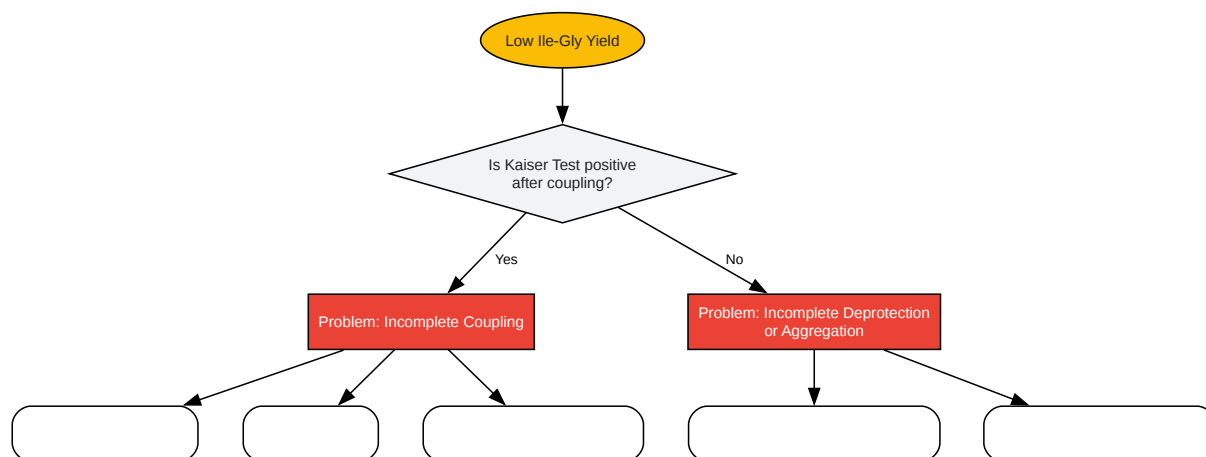 Low Ile-Gly Yield
Is Kaiser Test positive
after coupling?
Yes
No
Problem: Incomplete Coupling
Problem: Incomplete Deprotection
or Aggregation